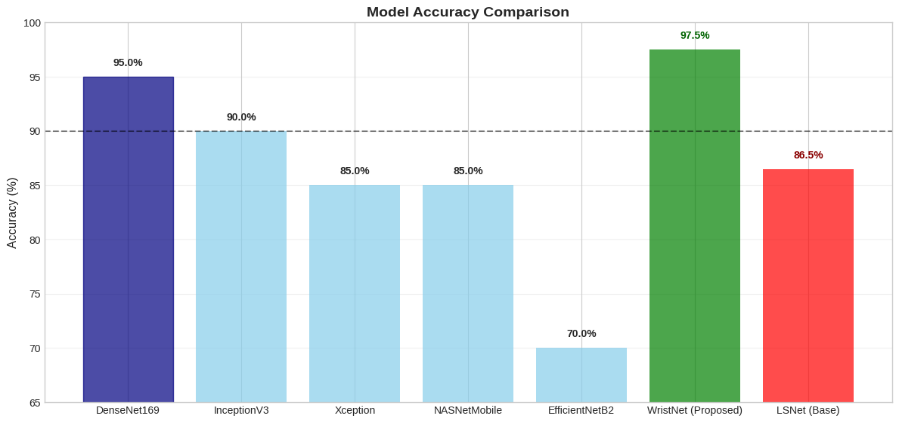 Model Accuracy Comparison
Accuracy (%)
100
95
90
85
80
75
70
65
95.0%
90.0%
85.0%
85.0%
70.0%
97.5%
86.5%
DenseNet169
InceptionV3
Xception
NASNetMobile
EfficientNetB2
WristNet (Proposed)
LSNet (Base)